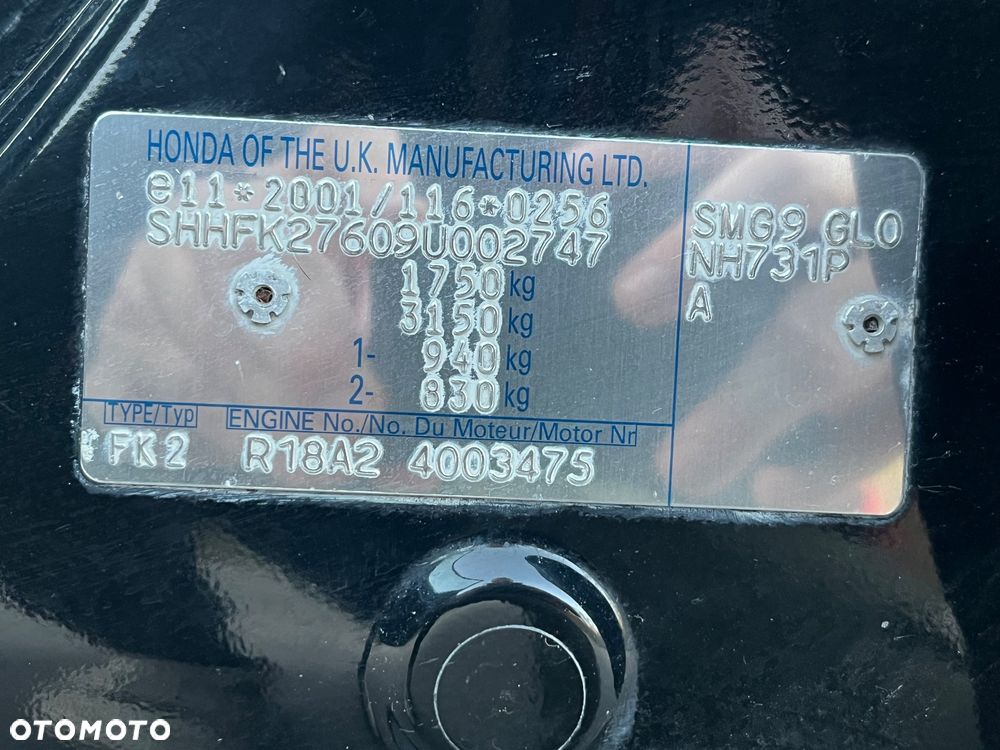 HONDA OF THE U.K. MANUFACTURING LTD.
e11*2001/116*0256
SHHFK27609U002747
1750 kg
3150 kg
1- 940 kg
2- 830 kg
SMG9 GLO
NH731P
A
TYPE/Typ ENGINE No./No. Du Moteur/Motor Nr
FK2 R18A2 4003475
OTOMOTO